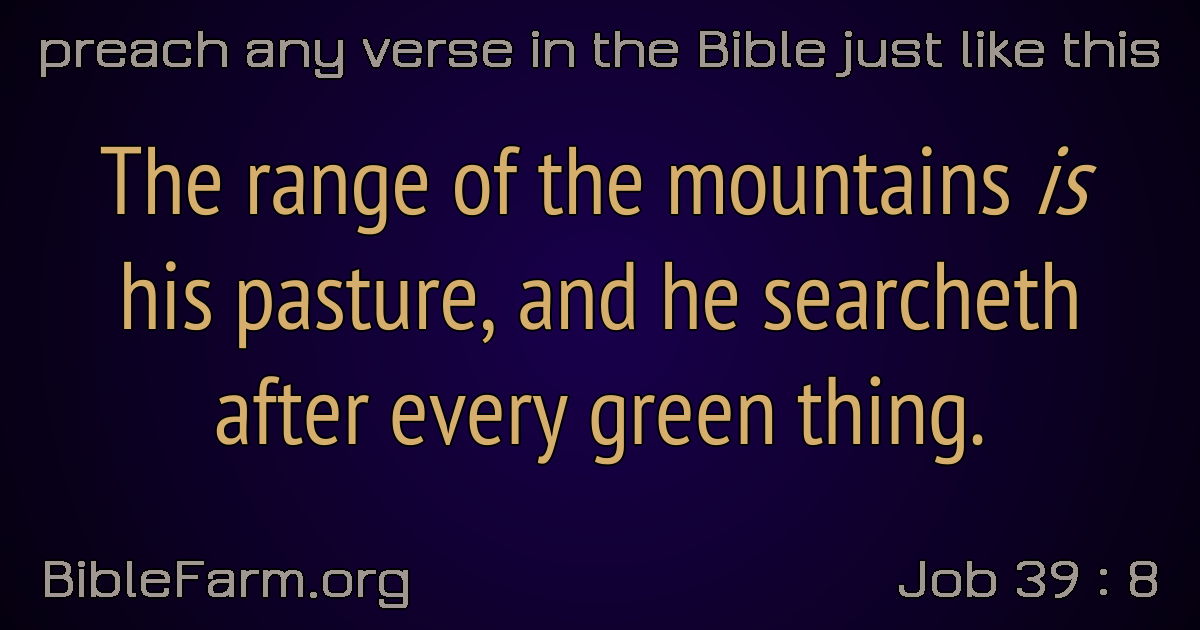 preach any verse in the Bible just like this
The range of the mountains is
his pasture, and he searcheth
after every green thing.
BibleFarm.org
Job 39 : 8